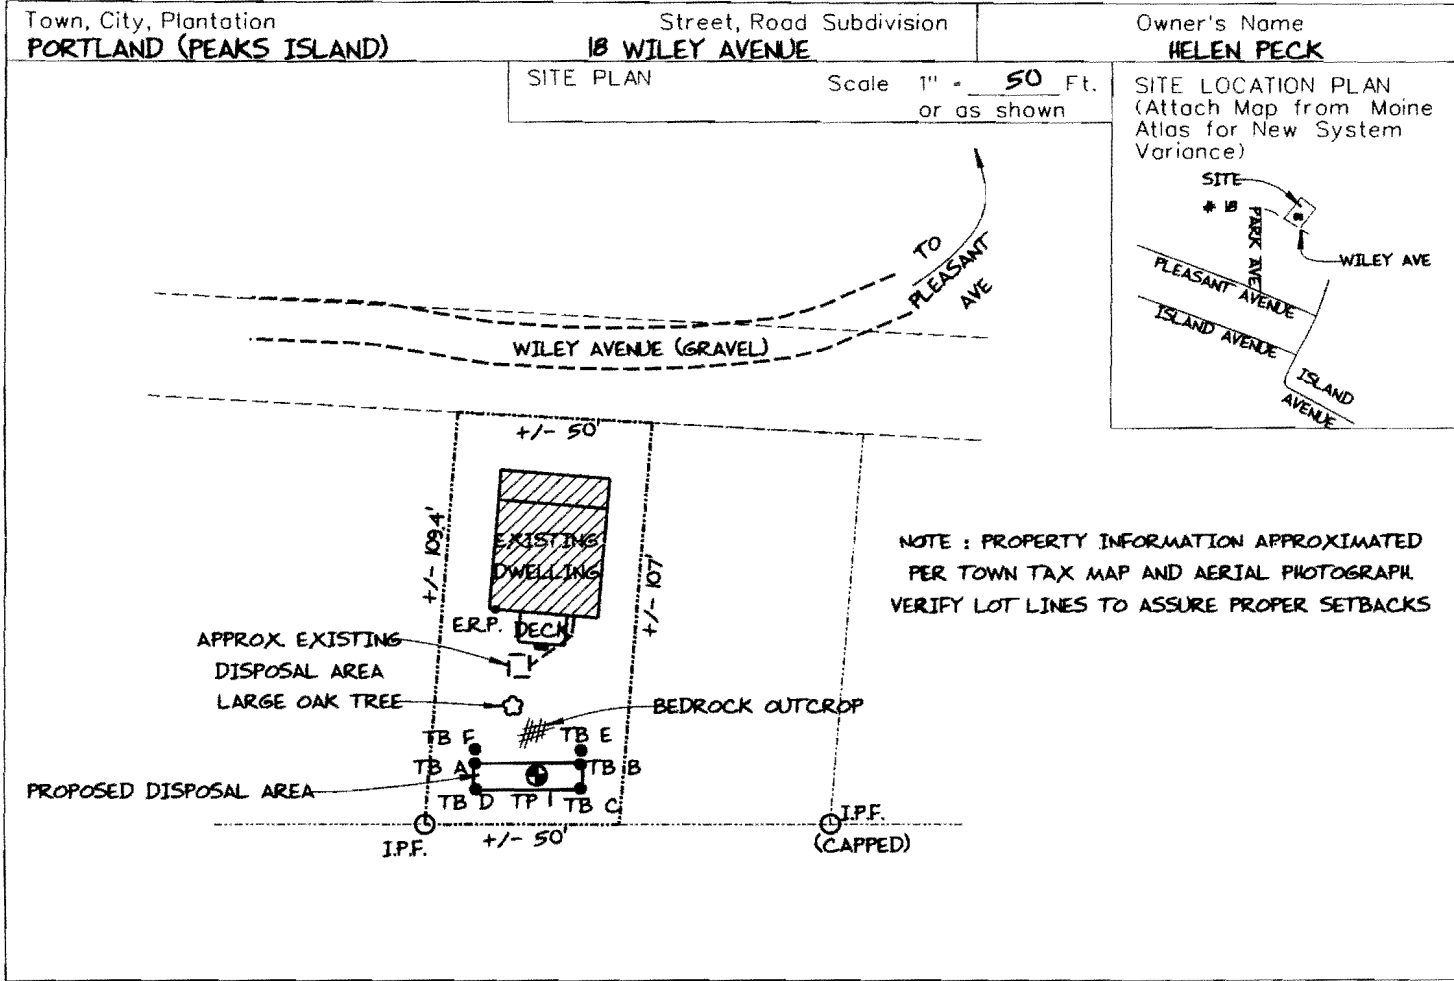 Town, City, Plantation
PORTLAND (PEAKS ISLAND)
Street, Road Subdivision
18 WILEY AVENUE
Owner's Name
HELEN PECK
SITE PLAN
Scale 1" = 50 Ft.
or as shown
SITE LOCATION PLAN
(Attach Map from Maine
Atlas for New System
Variance)
SITE
# 18
PARK AVE
WILEY AVE
PLEASANT AVENUE
ISLAND AVENUE
ISLAND
AVENUE
TO
PLEASANT
AVE
WILEY AVENUE (GRAVEL)
+/- 50'
+/- 109.4'
EXISTING
DWELLING
+/- 107'
E.R.P.
DECK
APPROX. EXISTING
DISPOSAL AREA
LARGE OAK TREE
BEDROCK OUTCROP
TB F
TB E
TB A
TB B
PROPOSED DISPOSAL AREA
TB D
TP 1
TB C
I.P.F.
+/- 50'
I.P.F.
(CAPPED)
NOTE : PROPERTY INFORMATION APPROXIMATED
PER TOWN TAX MAP AND AERIAL PHOTOGRAPH.
VERIFY LOT LINES TO ASSURE PROPER SETBACKS